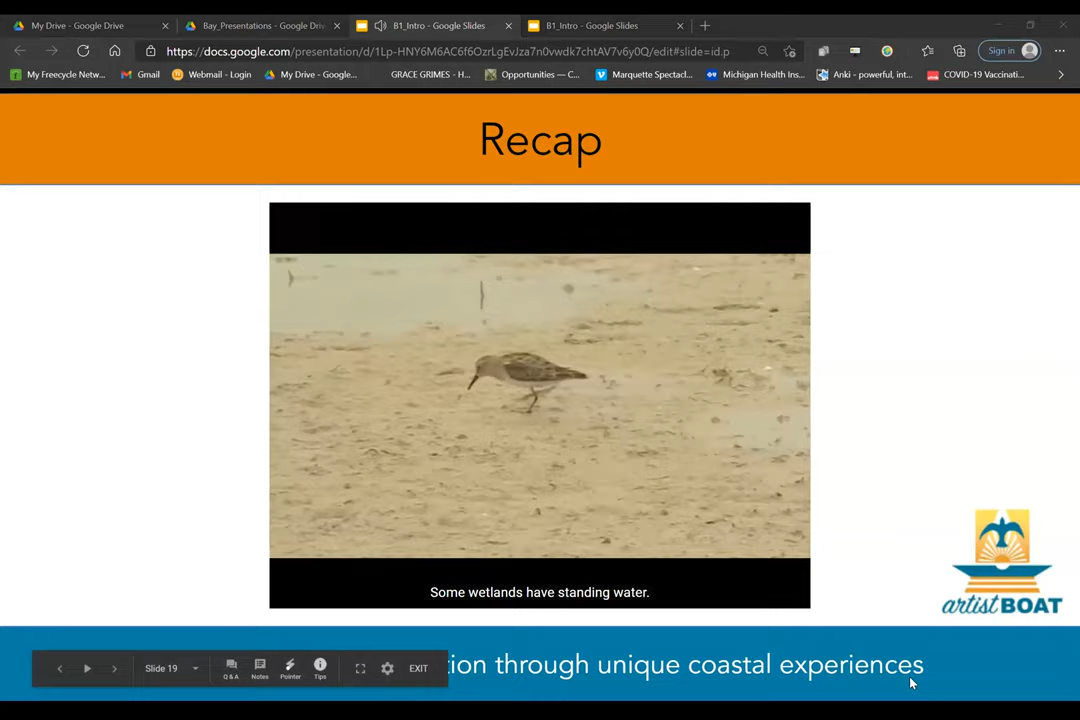 My Drive - Google Drive
Bay_Presentations - Google Dri
B1_Intro - Google Slides
B1_Intro - Google Slides
https://docs.google.com/presentation/d/1Lp-HNY6M6AC6f6OzrLgEvJza7n0vwdk7chtAV7v6y0Q/edit#slide=id.p
Sign in
My Freecycle Netw...
Gmail
Webmail - Login
My Drive - Google...
GRACE GRIMES - H...
Opportunities — C...
Marquette Spectacl...
Michigan Health Ins...
Anki - powerful, int...
COVID-19 Vaccinati...
Recap
Some wetlands have standing water.
artist BOAT
tion through unique coastal experiences
Slide 19
Q & A
Notes
Pointer
Tips
EXIT